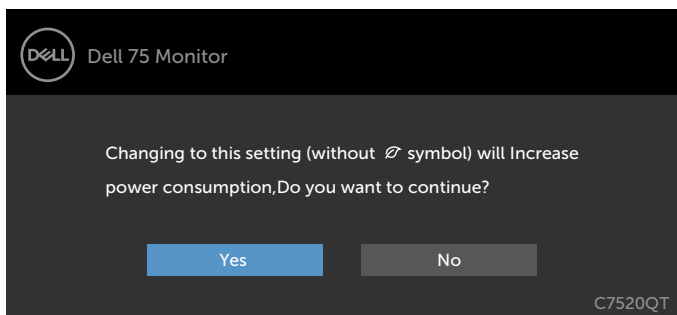 DELL
Dell 75 Monitor
Changing to this setting (without symbol) will Increase
power consumption,Do you want to continue?
Yes
No
C7520QT